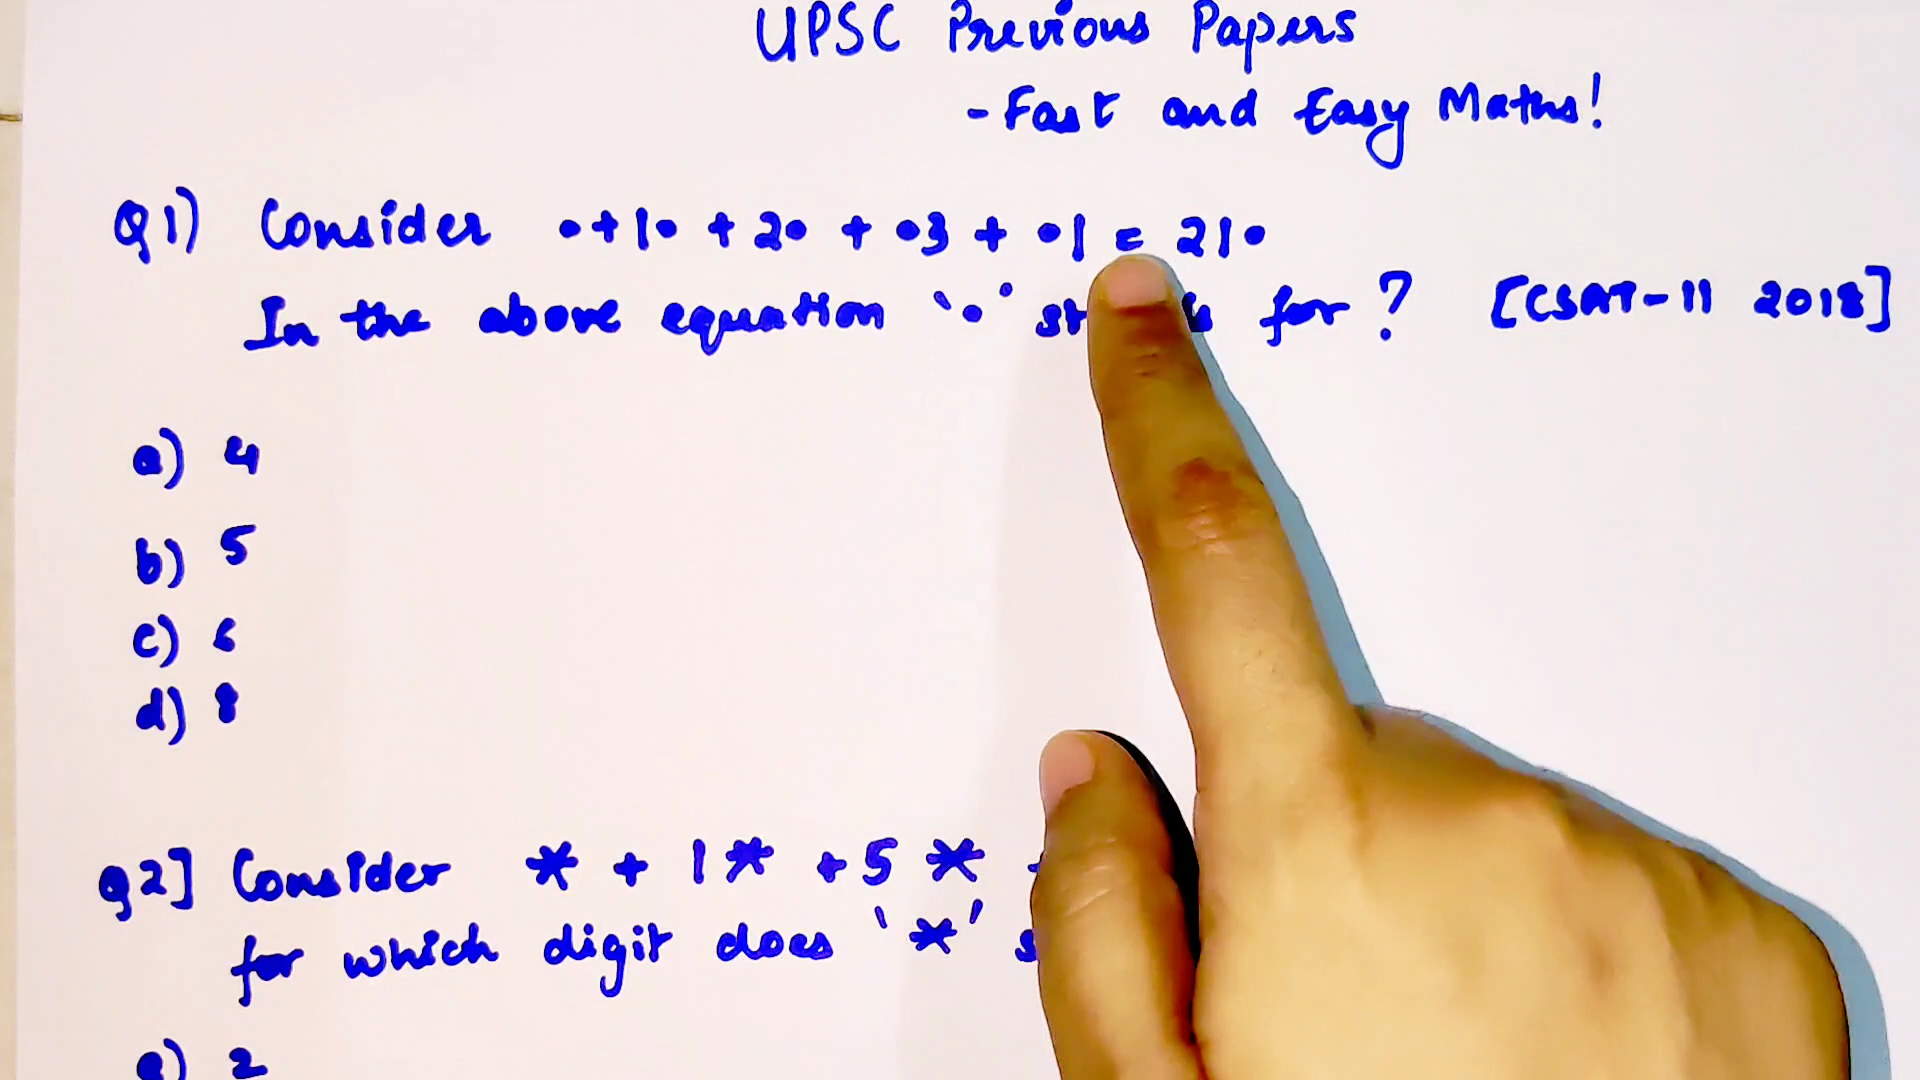 UPSC Previous Papers
- Fast and Easy Maths!
Q1) Consider •+1• + 2• + •3 + •1 = 21•
In the above equation '•' for ? [CSAT-11 2018]
a) 4
b) 5
c) 6
d) 8
Q2] Consider * + 1* + 5*
for which digit does '*'
a) 2